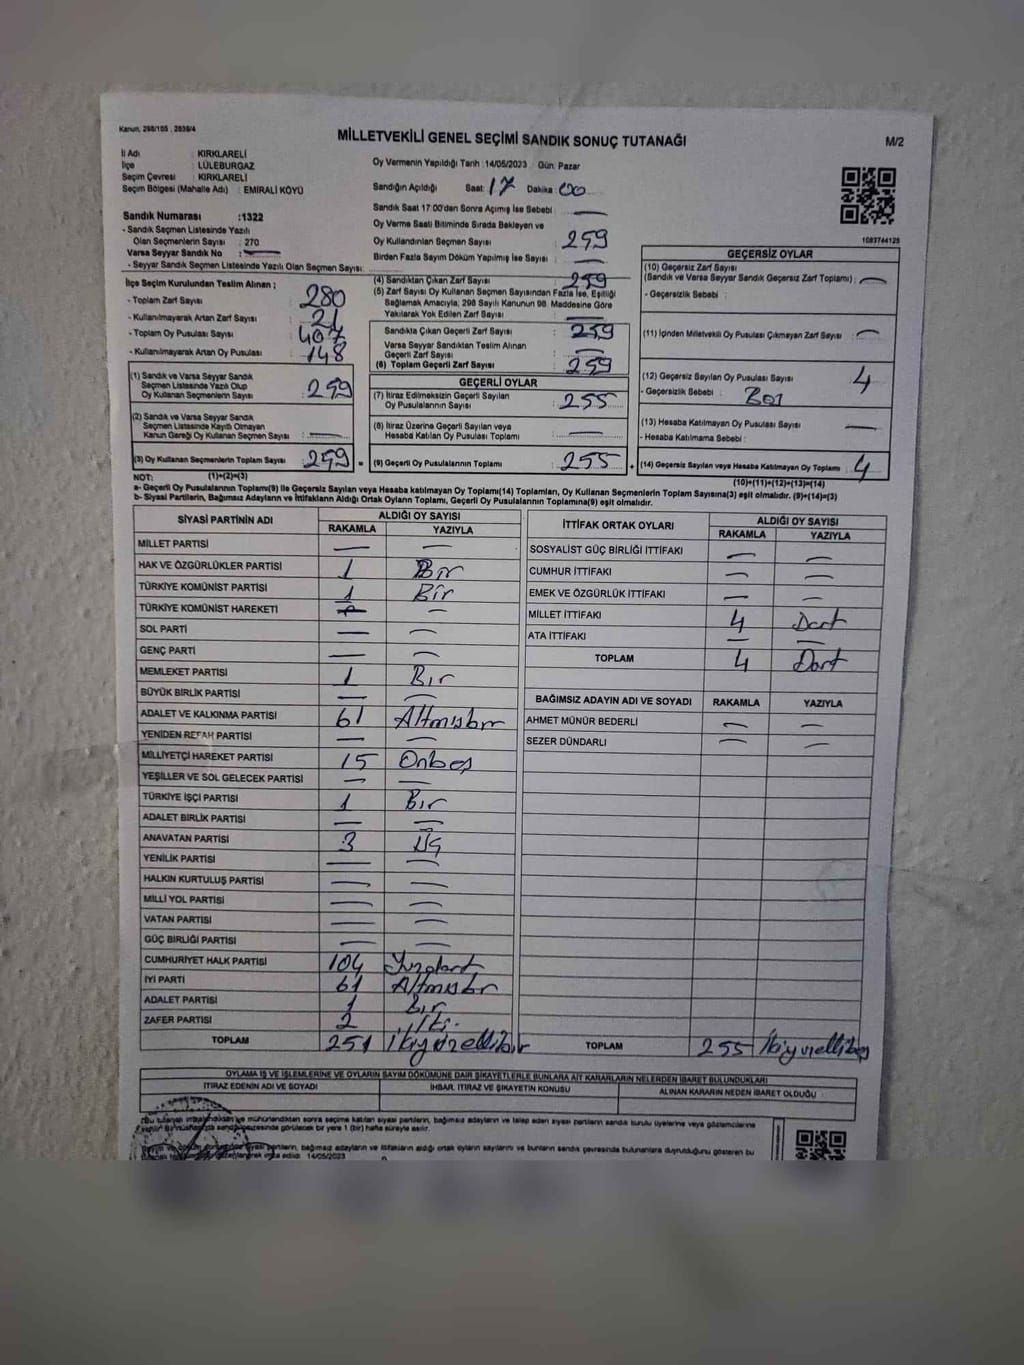 Kanun, 298/105 , 2839/4
MİLLETVEKİLİ GENEL SEÇİMİ SANDIK SONUÇ TUTANAĞI
M/2
İl Adı : KIRKLARELİ
İlçe : LÜLEBURGAZ
Seçim Çevresi : KIRKLARELİ
Seçim Bölgesi (Mahalle Adı) : EMİRALİ KÖYÜ
Sandık Numarası :1322
- Sandık Seçmen Listesinde Yazılı
Olan Seçmenlerin Sayısı : 270
Varsa Seyyar Sandık No : —
- Seyyar Sandık Seçmen Listesinde Yazılı Olan Seçmen Sayısı
İlçe Seçim Kurulundan Teslim Alınan ;
- Toplam Zarf Sayısı : 280
- Kullanılmayarak Artan Zarf Sayısı : 21
- Toplam Oy Pusulası Sayısı : 407
- Kullanılmayarak Artan Oy Pusulası : 148
(1) Sandık ve Varsa Seyyar Sandık
Seçmen Listesinde Yazılı Olup
Oy Kullanan Seçmenlerin Sayısı : 259
(2) Sandık ve Varsa Seyyar Sandık
Seçmen Listesinde Kayıtlı Olmayan
Kanun Gereği Oy Kullanan Seçmen Sayısı : —
(3) Oy Kullanan Seçmenlerin Toplam Sayısı : 259
Oy Vermenin Yapıldığı Tarih :14/05/2023 Gün: Pazar
Sandığın Açıldığı Saat : 17 Dakika : 00
Sandık Saat 17:00'dan Sonra Açımış İse Sebebi : —
Oy Verme Saati Bitiminde Sırada Bekleyen ve
Oy Kullandırılan Seçmen Sayısı : 259
Birden Fazla Sayım Döküm Yapılmış İse Sayısı : —
(4) Sandıktan Çıkan Zarf Sayısı : 259
(5) Zarf Sayısı Oy Kullanan Seçmen Sayısından Fazla İse, Eşitliği
Sağlamak Amacıyla; 298 Sayılı Kanunun 98. Maddesine Göre
Yakılarak Yok Edilen Zarf Sayısı : —
Sandıkta Çıkan Geçerli Zarf Sayısı : 259
Varsa Seyyar Sandıktan Teslim Alınan
Geçerli Zarf Sayısı : —
(6) Toplam Geçerli Zarf Sayısı : 259
GEÇERLİ OYLAR
(7) İtiraz Edilmeksizin Geçerli Sayılan
Oy Pusulalarının Sayısı : 255
(8) İtiraz Üzerine Geçerli Sayılan veya
Hesaba Katılan Oy Pusulası Toplamı : —
(9) Geçerli Oy Pusulalarının Toplamı : 255
1083744125
GEÇERSİZ OYLAR
(10) Geçersiz Zarf Sayısı
(Sandık ve Varsa Seyyar Sandık Geçersiz Zarf Toplamı) : —
- Geçersizlik Sebebi :
(11) İçinden Milletvekili Oy Pusulası Çıkmayan Zarf Sayısı : —
(12) Geçersiz Sayılan Oy Pusulası Sayısı : 4
- Geçersizlik Sebebi :
(13) Hesaba Katılmayan Oy Pusulası Sayısı : —
- Hesaba Katılmama Sebebi :
(14) Geçersiz Sayılan veya Hesaba Katılmayan Oy Toplamı : 4
NOT: (1)+(2)=(3) (10)+(11)+(12)+(13)=(14)
a- Geçerli Oy Pusulalarının Toplamı(9) ile Geçersiz Sayılan veya Hesaba katılmayan Oy Toplamı(14) Toplamları, Oy Kullanan Seçmenlerin Toplam Sayısına(3) eşit olmalıdır. (9)+(14)=(3)
b- Siyasi Partilerin, Bağımsız Adayların ve İttifakların Aldığı Oyların Toplamı, Geçerli Oy Pusulalarının Toplamına(9) eşit olmalıdır.
SİYASİ PARTİNİN ADI ALDIĞI OY SAYISI
RAKAMLA YAZIYLA
MİLLET PARTİSİ — —
HAK VE ÖZGÜRLÜKLER PARTİSİ 1 Bir
TÜRKİYE KOMÜNİST PARTİSİ 1 Bir
TÜRKİYE KOMÜNİST HAREKETİ — —
SOL PARTİ — —
GENÇ PARTİ — —
MEMLEKET PARTİSİ 1 Bır
BÜYÜK BİRLİK PARTİSİ — —
ADALET VE KALKINMA PARTİSİ 61 Altmışbır
YENİDEN REFAH PARTİSİ — —
MİLLİYETÇİ HAREKET PARTİSİ 15 Onbeş
YEŞİLLER VE SOL GELECEK PARTİSİ — —
TÜRKİYE İŞÇİ PARTİSİ 1 Bır
ADALET BİRLİK PARTİSİ — —
ANAVATAN PARTİSİ 3 Üç
YENİLİK PARTİSİ — —
HALKIN KURTULUŞ PARTİSİ — —
MİLLİ YOL PARTİSİ — —
VATAN PARTİSİ — —
GÜÇ BİRLİĞİ PARTİSİ — —
CUMHURİYET HALK PARTİSİ 104 Yüzdört
İYİ PARTİ 61 Altmışbır
ADALET PARTİSİ 1 Bır
ZAFER PARTİSİ 2 İki
TOPLAM 251 İkiyüzellibir
İTTİFAK ORTAK OYLARI ALDIĞI OY SAYISI
RAKAMLA YAZIYLA
SOSYALİST GÜÇ BİRLİĞİ İTTİFAKI — —
CUMHUR İTTİFAKI — —
EMEK VE ÖZGÜRLÜK İTTİFAKI — —
MİLLET İTTİFAKI 4 Dört
ATA İTTİFAKI — —
TOPLAM 4 Dört
BAĞIMSIZ ADAYIN ADI VE SOYADI RAKAMLA YAZIYLA
AHMET MÜNÜR BEDERLİ — —
SEZER DÜNDARLI — —
TOPLAM 255 İkiyüzellibeş
OYLAMA İŞ VE İŞLEMLERİNE VE OYLARIN SAYIM DÖKÜMÜNE DAİR ŞİKAYETLERLE BUNLARA AİT KARARLARIN NELERDEN İBARET BULUNDUKLARI
İTİRAZ EDENİN ADI VE SOYADI İHBAR, İTİRAZ VE ŞİKAYETİN KONUSU ALINAN KARARIN NEDEN İBARET OLDUĞU
mühürlendikten sonra seçime katılan siyasi partilerin, bağımsız adayların ve talep eden siyasi partilerin sandık kurulu üyelerine veya gözlemcilerine
çevresinde görülecek bir yere 1 (bir) hafta süreyle asılır.
siyasi partilerin, bağımsız adayların ve ittifakların aldığı ortak oyların sayılarını ve bunların sandık çevresinde bulunanlara duyrutduğunu gösteren bu
14/05/2023